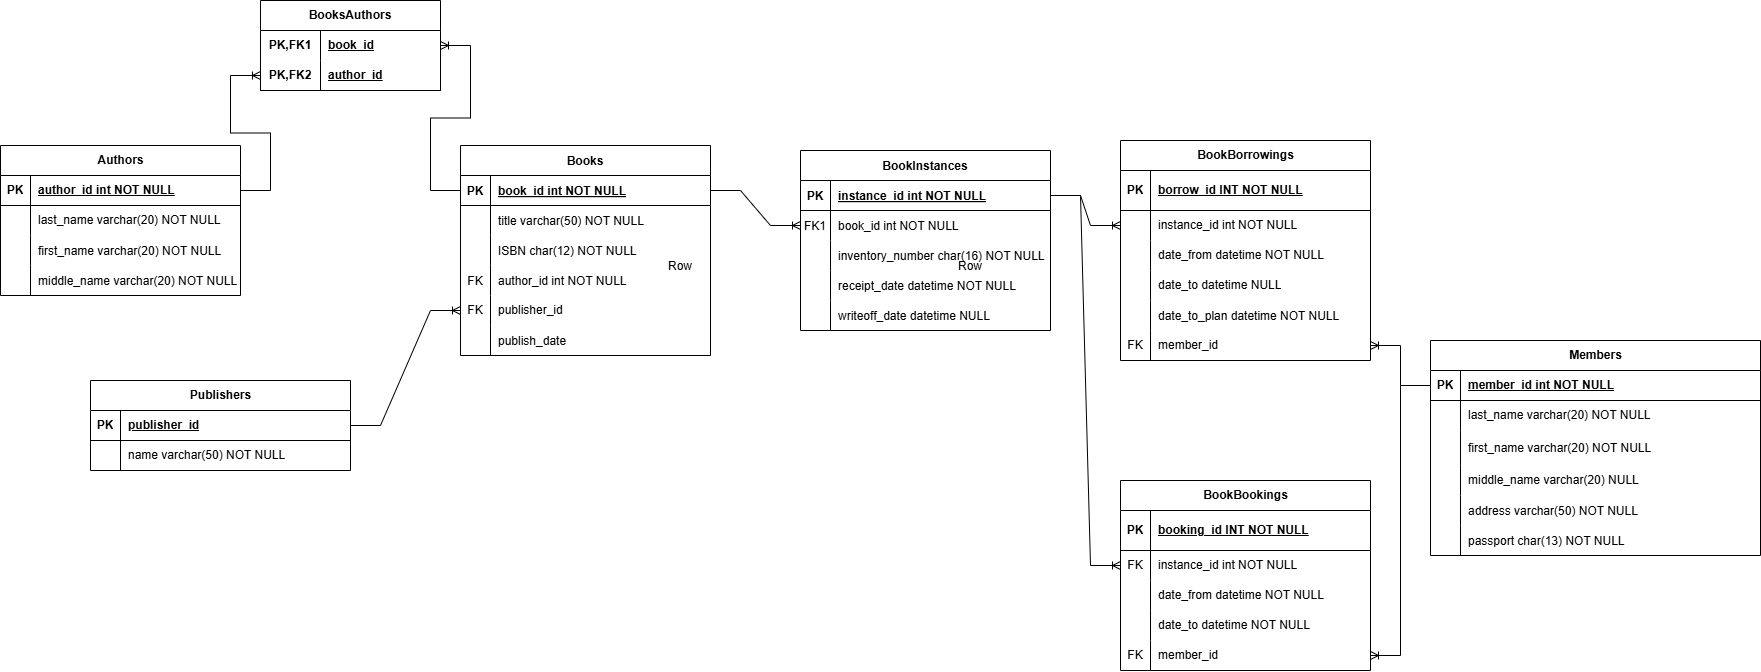 BooksAuthors
PK,FK1 book_id
PK,FK2 author_id
Authors
PK author_id int NOT NULL
last_name varchar(20) NOT NULL
first_name varchar(20) NOT NULL
middle_name varchar(20) NOT NULL
Books
PK book_id int NOT NULL
title varchar(50) NOT NULL
ISBN char(12) NOT NULL
Row
FK author_id int NOT NULL
FK publisher_id
publish_date
Publishers
PK publisher_id
name varchar(50) NOT NULL
BookInstances
PK instance_id int NOT NULL
FK1 book_id int NOT NULL
inventory_number char(16) NOT NULL
Row
receipt_date datetime NOT NULL
writeoff_date datetime NULL
BookBorrowings
PK borrow_id INT NOT NULL
instance_id int NOT NULL
date_from datetime NOT NULL
date_to datetime NULL
date_to_plan datetime NOT NULL
FK member_id
Members
PK member_id int NOT NULL
last_name varchar(20) NOT NULL
first_name varchar(20) NOT NULL
middle_name varchar(20) NULL
address varchar(50) NOT NULL
passport char(13) NOT NULL
BookBookings
PK booking_id INT NOT NULL
FK instance_id int NOT NULL
date_from datetime NOT NULL
date_to datetime NOT NULL
FK member_id